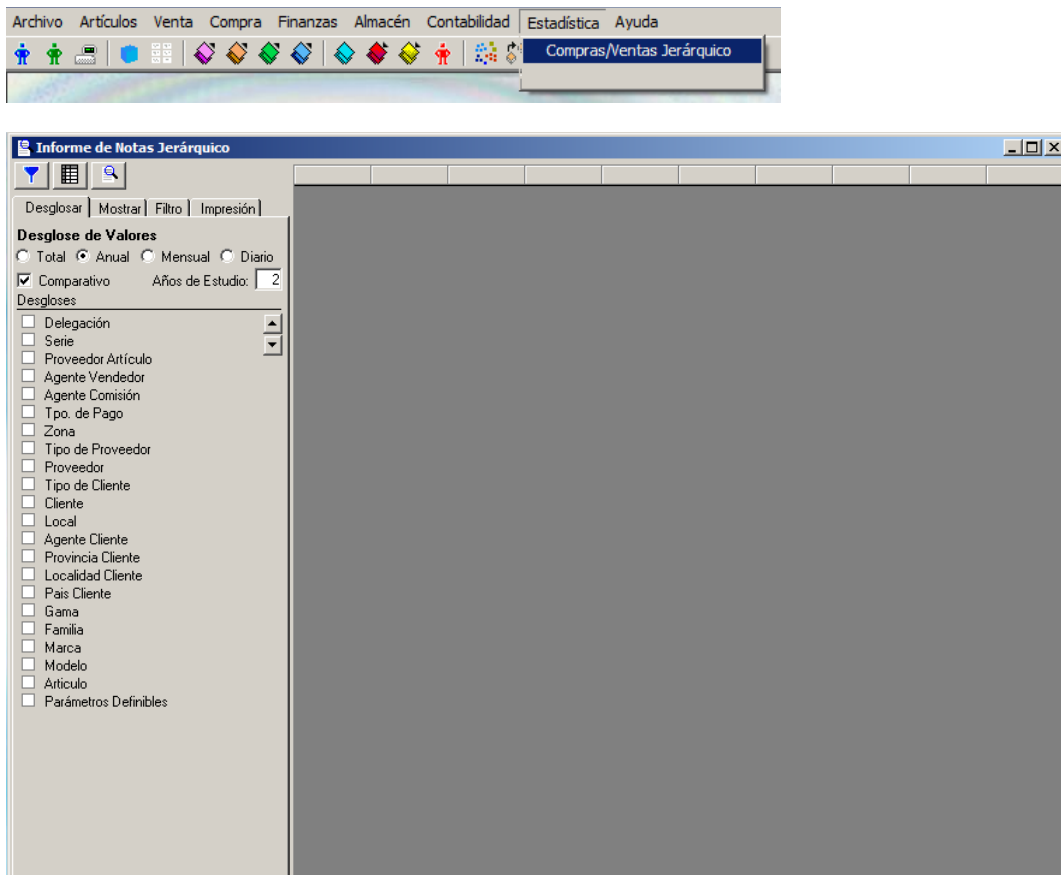 Archivo Artículos Venta Compra Finanzas Almacén Contabilidad Estadística Ayuda
Compras/Ventas Jerárquico
Informe de Notas Jerárquico
Desglosar Mostrar Filtro Impresión
Desglose de Valores
Total Anual Mensual Diario
Comparativo Años de Estudio: 2
Desgloses
Delegación
Serie
Proveedor Artículo
Agente Vendedor
Agente Comisión
Tpo. de Pago
Zona
Tipo de Proveedor
Proveedor
Tipo de Cliente
Cliente
Local
Agente Cliente
Provincia Cliente
Localidad Cliente
Pais Cliente
Gama
Familia
Marca
Modelo
Articulo
Parámetros Definibles